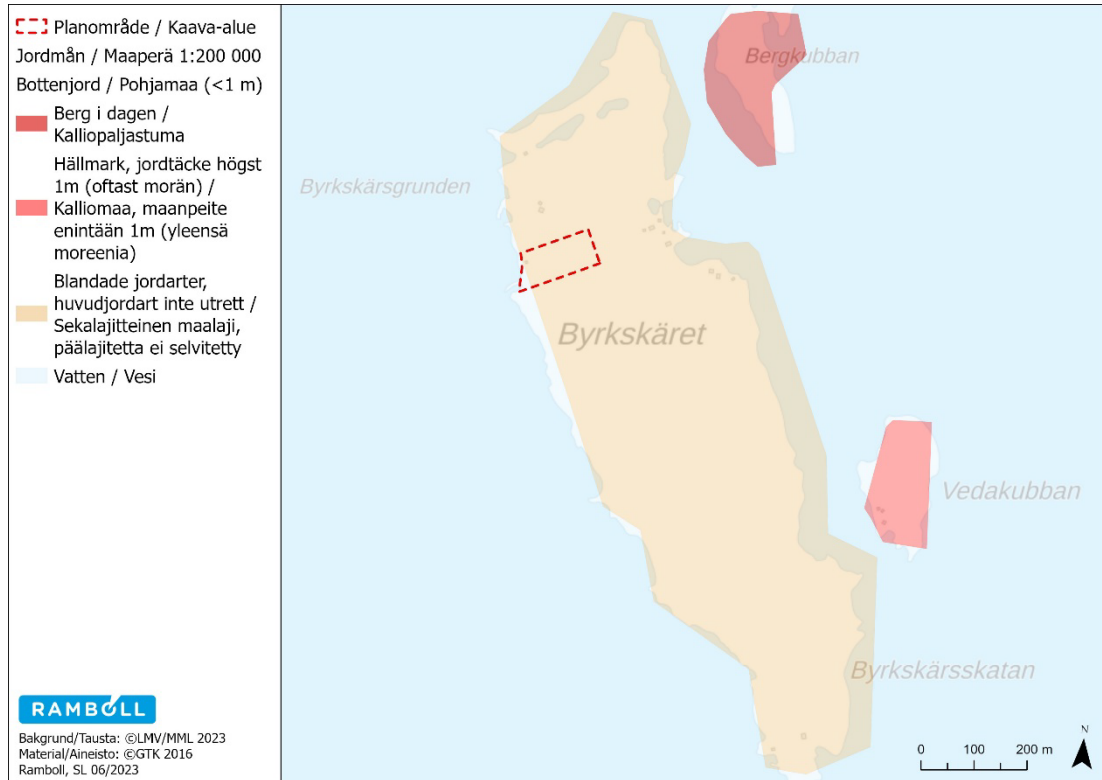 Planområde / Kaava-alue
Jordmån / Maaperä 1:200 000
Bottenjord / Pohjamaa (<1 m)
Berg i dagen /
Kalliopaljastuma
Hällmark, jordtäcke högst
1m (oftast morän) /
Kalliomaa, maanpeite
enintään 1m (yleensä
moreenia)
Blandade jordarter,
huvudjordart inte utrett /
Sekalajitteinen maalaji,
päälajitetta ei selvitetty
Vatten / Vesi
RAMBOLL
Bakgrund/Tausta: ©LMV/MML 2023
Material/Aineisto: ©GTK 2016
Ramboll, SL 06/2023
Bergkubban
Byrkskärsgrunden
Byrkskäret
Vedakubban
Byrkskärsskatan
N
0 100 200 m